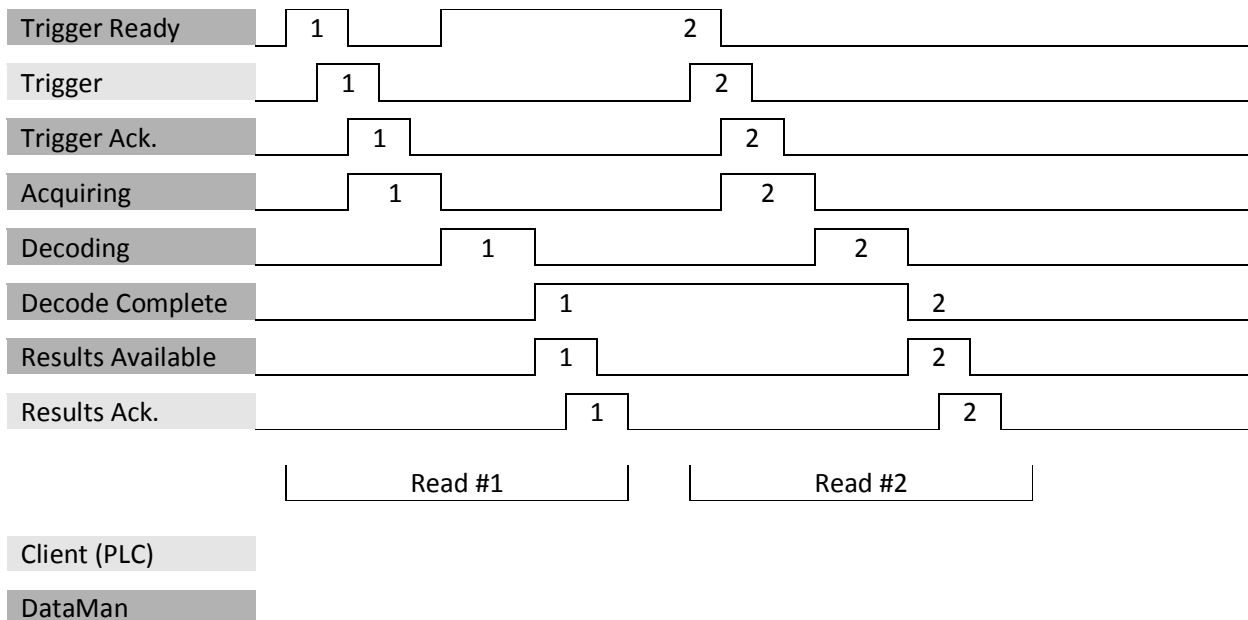 Trigger Ready 1 2
Trigger 1 2
Trigger Ack. 1 2
Acquiring 1 2
Decoding 1 2
Decode Complete 1 2
Results Available 1 2
Results Ack. 1 2
Read #1 Read #2
Client (PLC)
DataMan